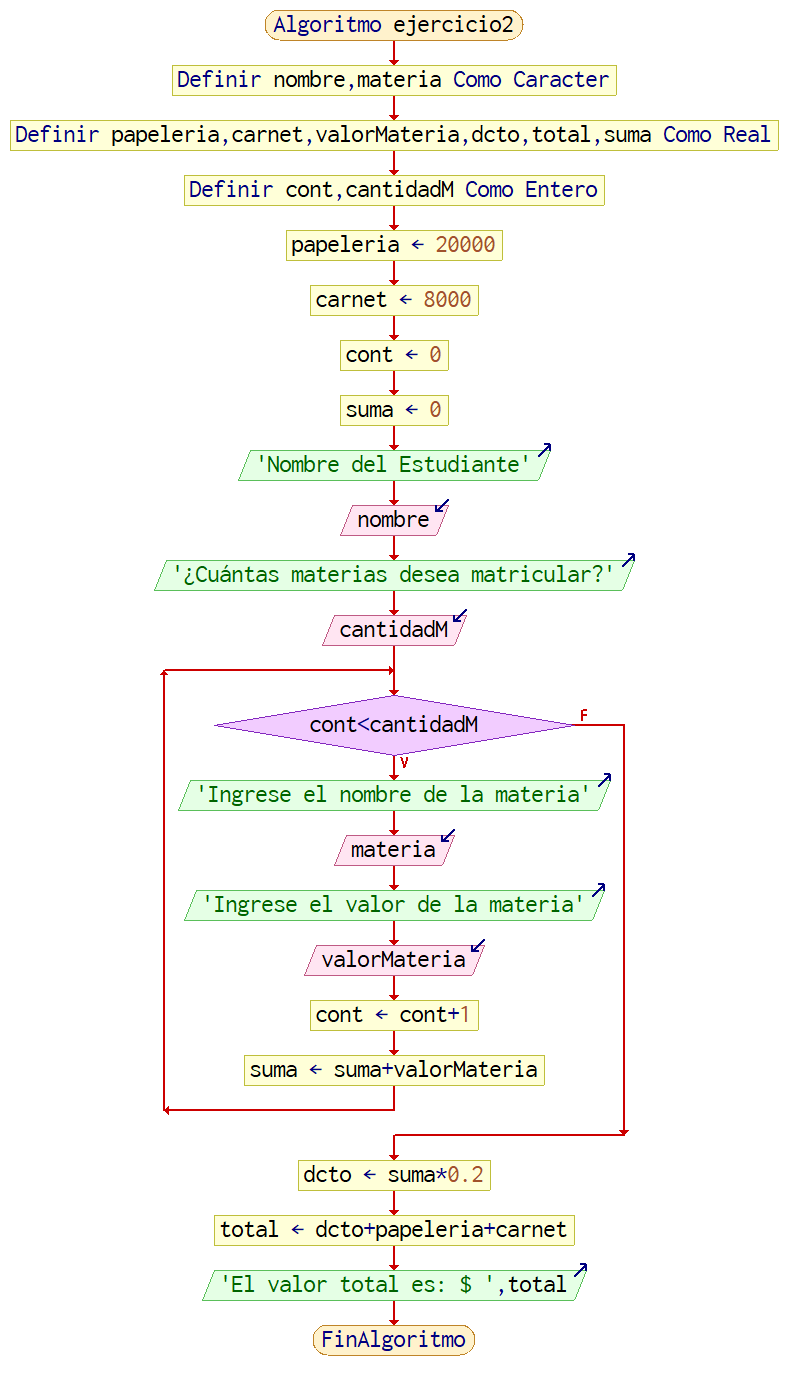 Algoritmo ejercicio2
Definir nombre,materia Como Caracter
Definir papeleria,carnet,valorMateria,dcto,total,suma Como Real
Definir cont,cantidadM Como Entero
papeleria ← 20000
carnet ← 8000
cont ← 0
suma ← 0
'Nombre del Estudiante'
nombre
'¿Cuántas materias desea matricular?'
cantidadM
cont<cantidadM
F
V
'Ingrese el nombre de la materia'
materia
'Ingrese el valor de la materia'
valorMateria
cont ← cont+1
suma ← suma+valorMateria
dcto ← suma*0.2
total ← dcto+papeleria+carnet
'El valor total es: $ ',total
FinAlgoritmo